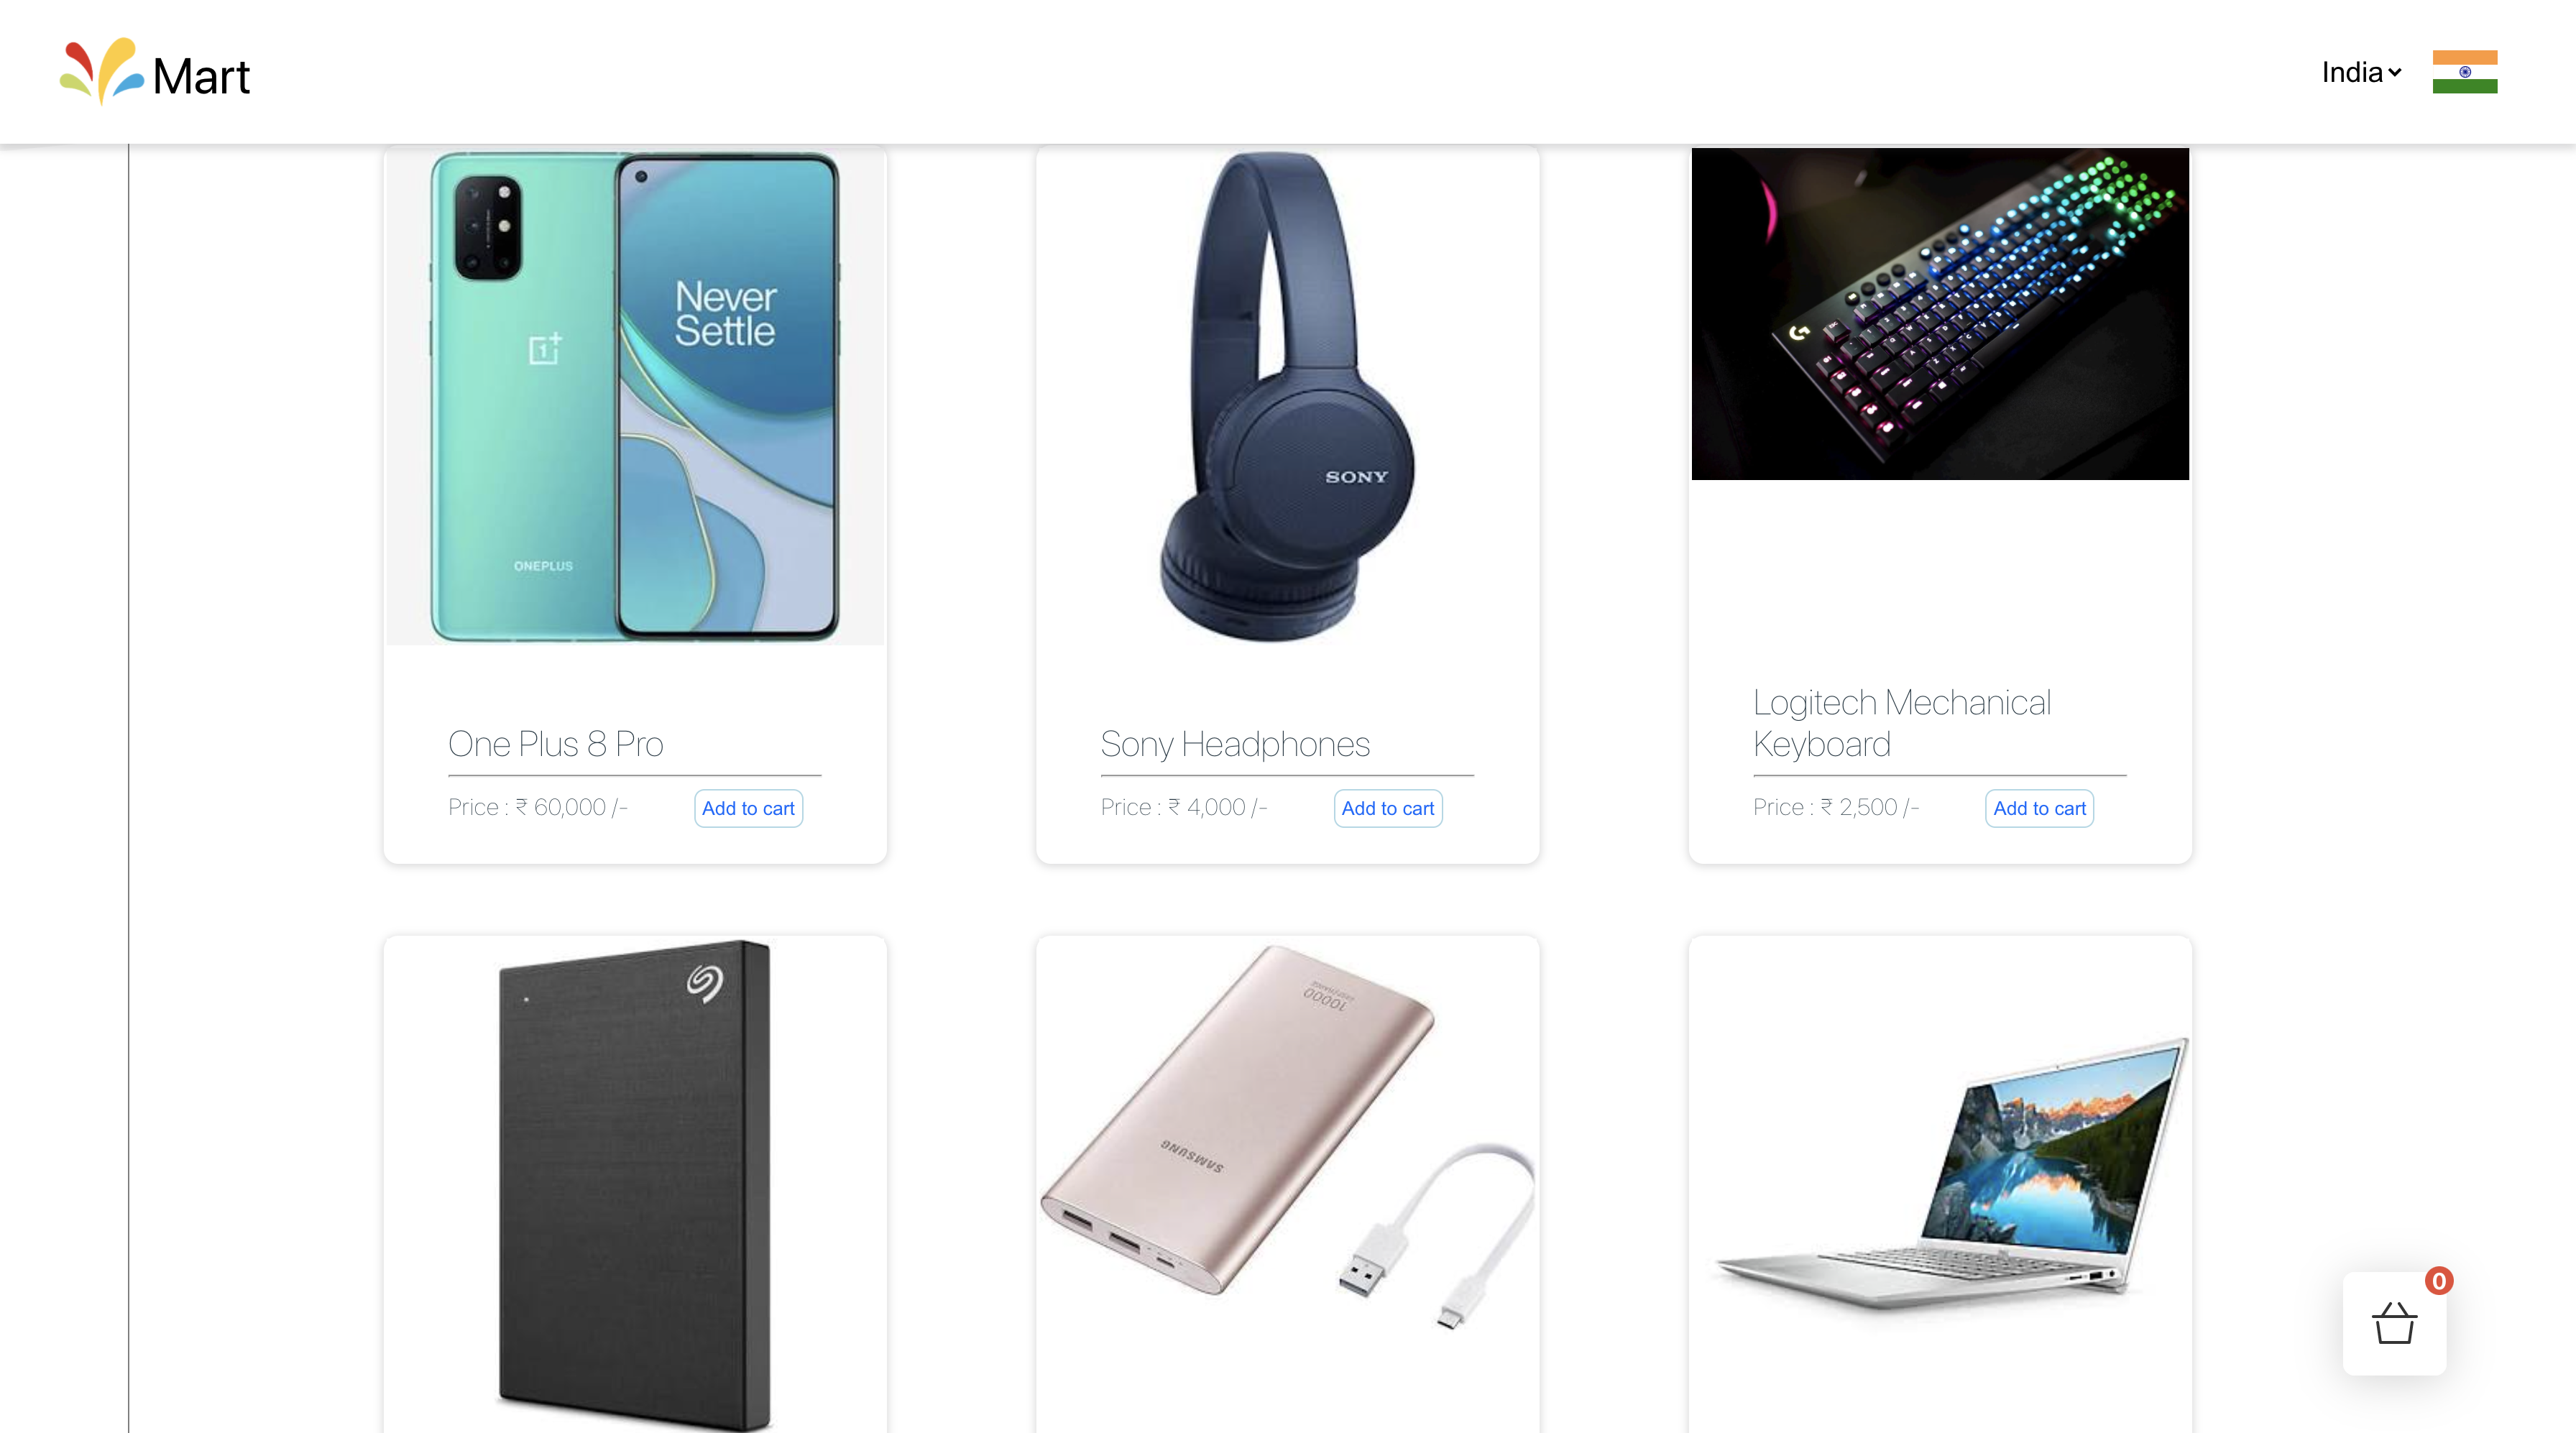 Mart
India
Never
Settle
ONEPLUS
SONY
One Plus 8 Pro
Price : ₹ 60,000 /-
Add to cart
Sony Headphones
Price : ₹ 4,000 /-
Add to cart
Logitech Mechanical
Keyboard
Price : ₹ 2,500 /-
Add to cart
10000
SAMSUNG
0